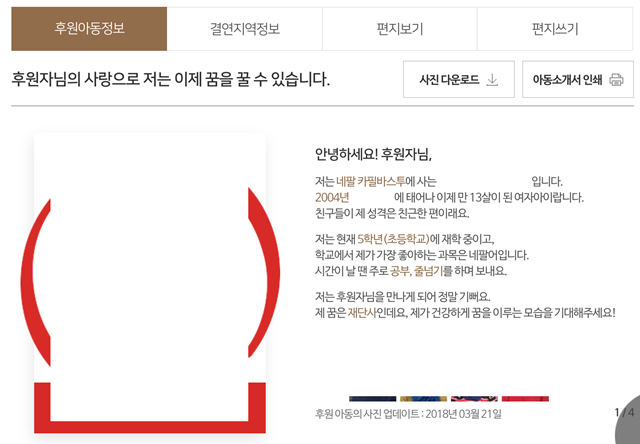 후원아동정보
결연지역정보
편지보기
편지쓰기
후원자님의 사랑으로 저는 이제 꿈을 꿀 수 있습니다.
사진 다운로드
아동소개서 인쇄
안녕하세요! 후원자님,
저는 네팔 카필바스투에 사는 입니다.
2004년 에 태어나 이제 만 13살이 된 여자아이랍니다.
친구들이 제 성격은 친근한 편이래요.
저는 현재 5학년(초등학교)에 재학 중이고,
학교에서 제가 가장 좋아하는 과목은 네팔어입니다.
시간이 날 땐 주로 공부, 줄넘기를 하며 보내요.
저는 후원자님을 만나게 되어 정말 기뻐요.
제 꿈은 재단사인데요, 제가 건강하게 꿈을 이루는 모습을 기대해주세요!
후원 아동의 사진 업데이트 : 2018년 03월 21일
1 / 4